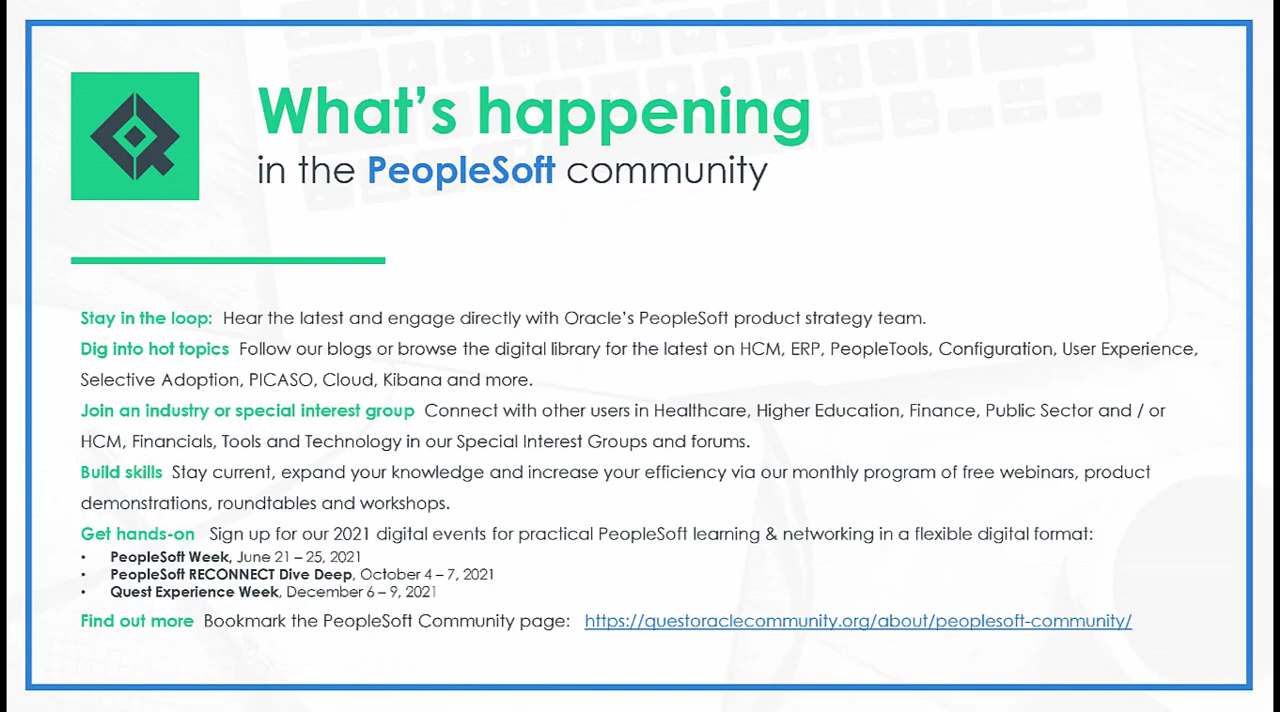 What's happening
in the PeopleSoft community
Stay in the loop: Hear the latest and engage directly with Oracle's PeopleSoft product strategy team.
Dig into hot topics Follow our blogs or browse the digital library for the latest on HCM, ERP, PeopleTools, Configuration, User Experience,
Selective Adoption, PICASO, Cloud, Kibana and more.
Join an industry or special interest group Connect with other users in Healthcare, Higher Education, Finance, Public Sector and / or
HCM, Financials, Tools and Technology in our Special Interest Groups and forums.
Build skills Stay current, expand your knowledge and increase your efficiency via our monthly program of free webinars, product
demonstrations, roundtables and workshops.
Get hands-on Sign up for our 2021 digital events for practical PeopleSoft learning & networking in a flexible digital format:
• PeopleSoft Week, June 21 – 25, 2021
• PeopleSoft RECONNECT Dive Deep, October 4 – 7, 2021
• Quest Experience Week, December 6 – 9, 2021
Find out more Bookmark the PeopleSoft Community page: https://questoraclecommunity.org/about/peoplesoft-community/